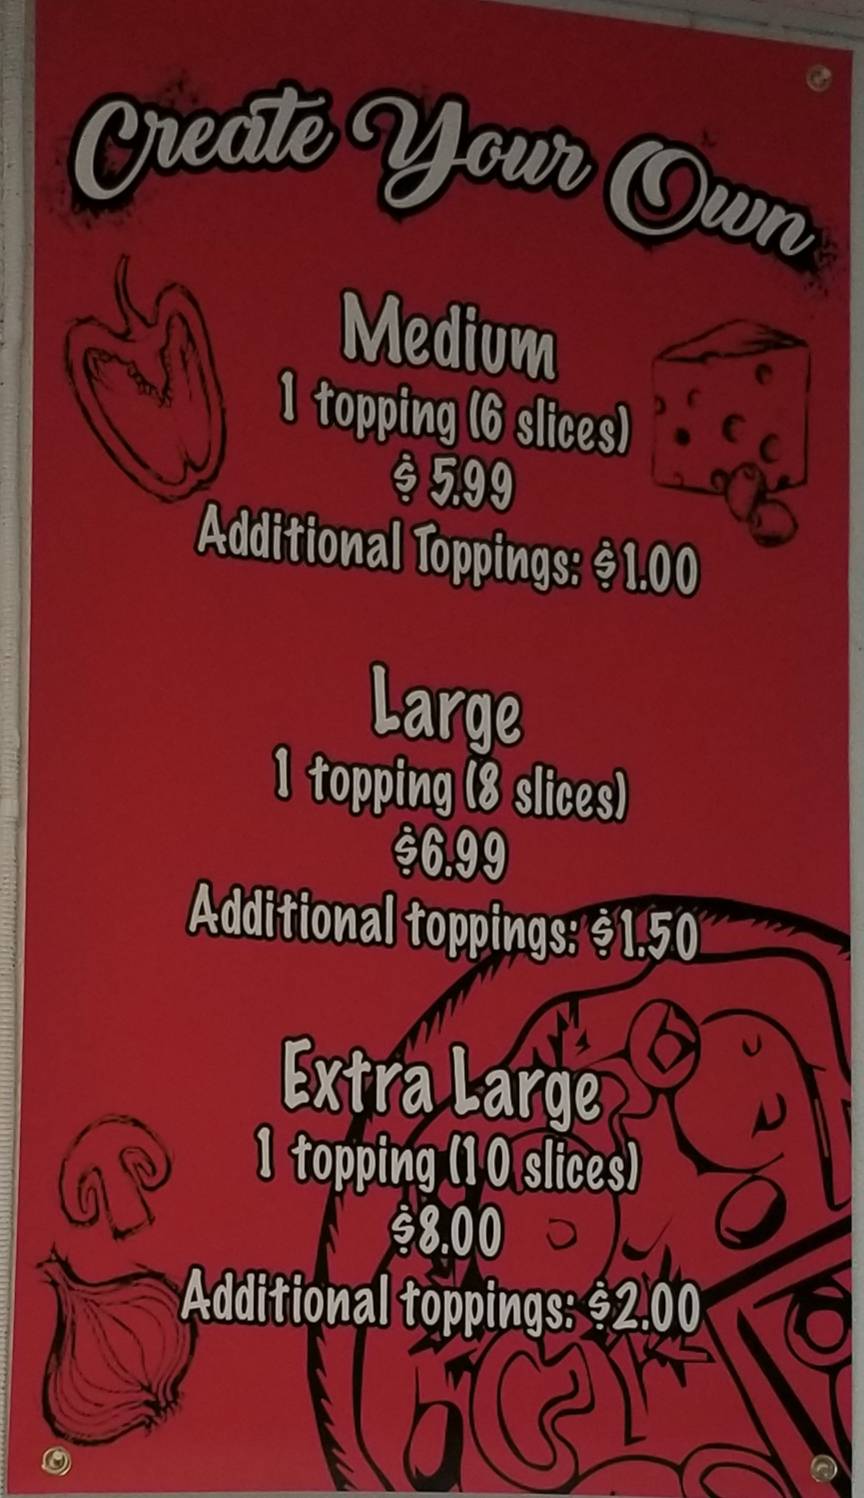 Create Your Own
Medium
1 topping (6 slices)
$ 5.99
Additional Toppings: $1.00
Large
1 topping (8 slices)
$6.99
Additional toppings: $1.50
Extra Large
1 topping (10 slices)
$8.00
Additional toppings: $2.00